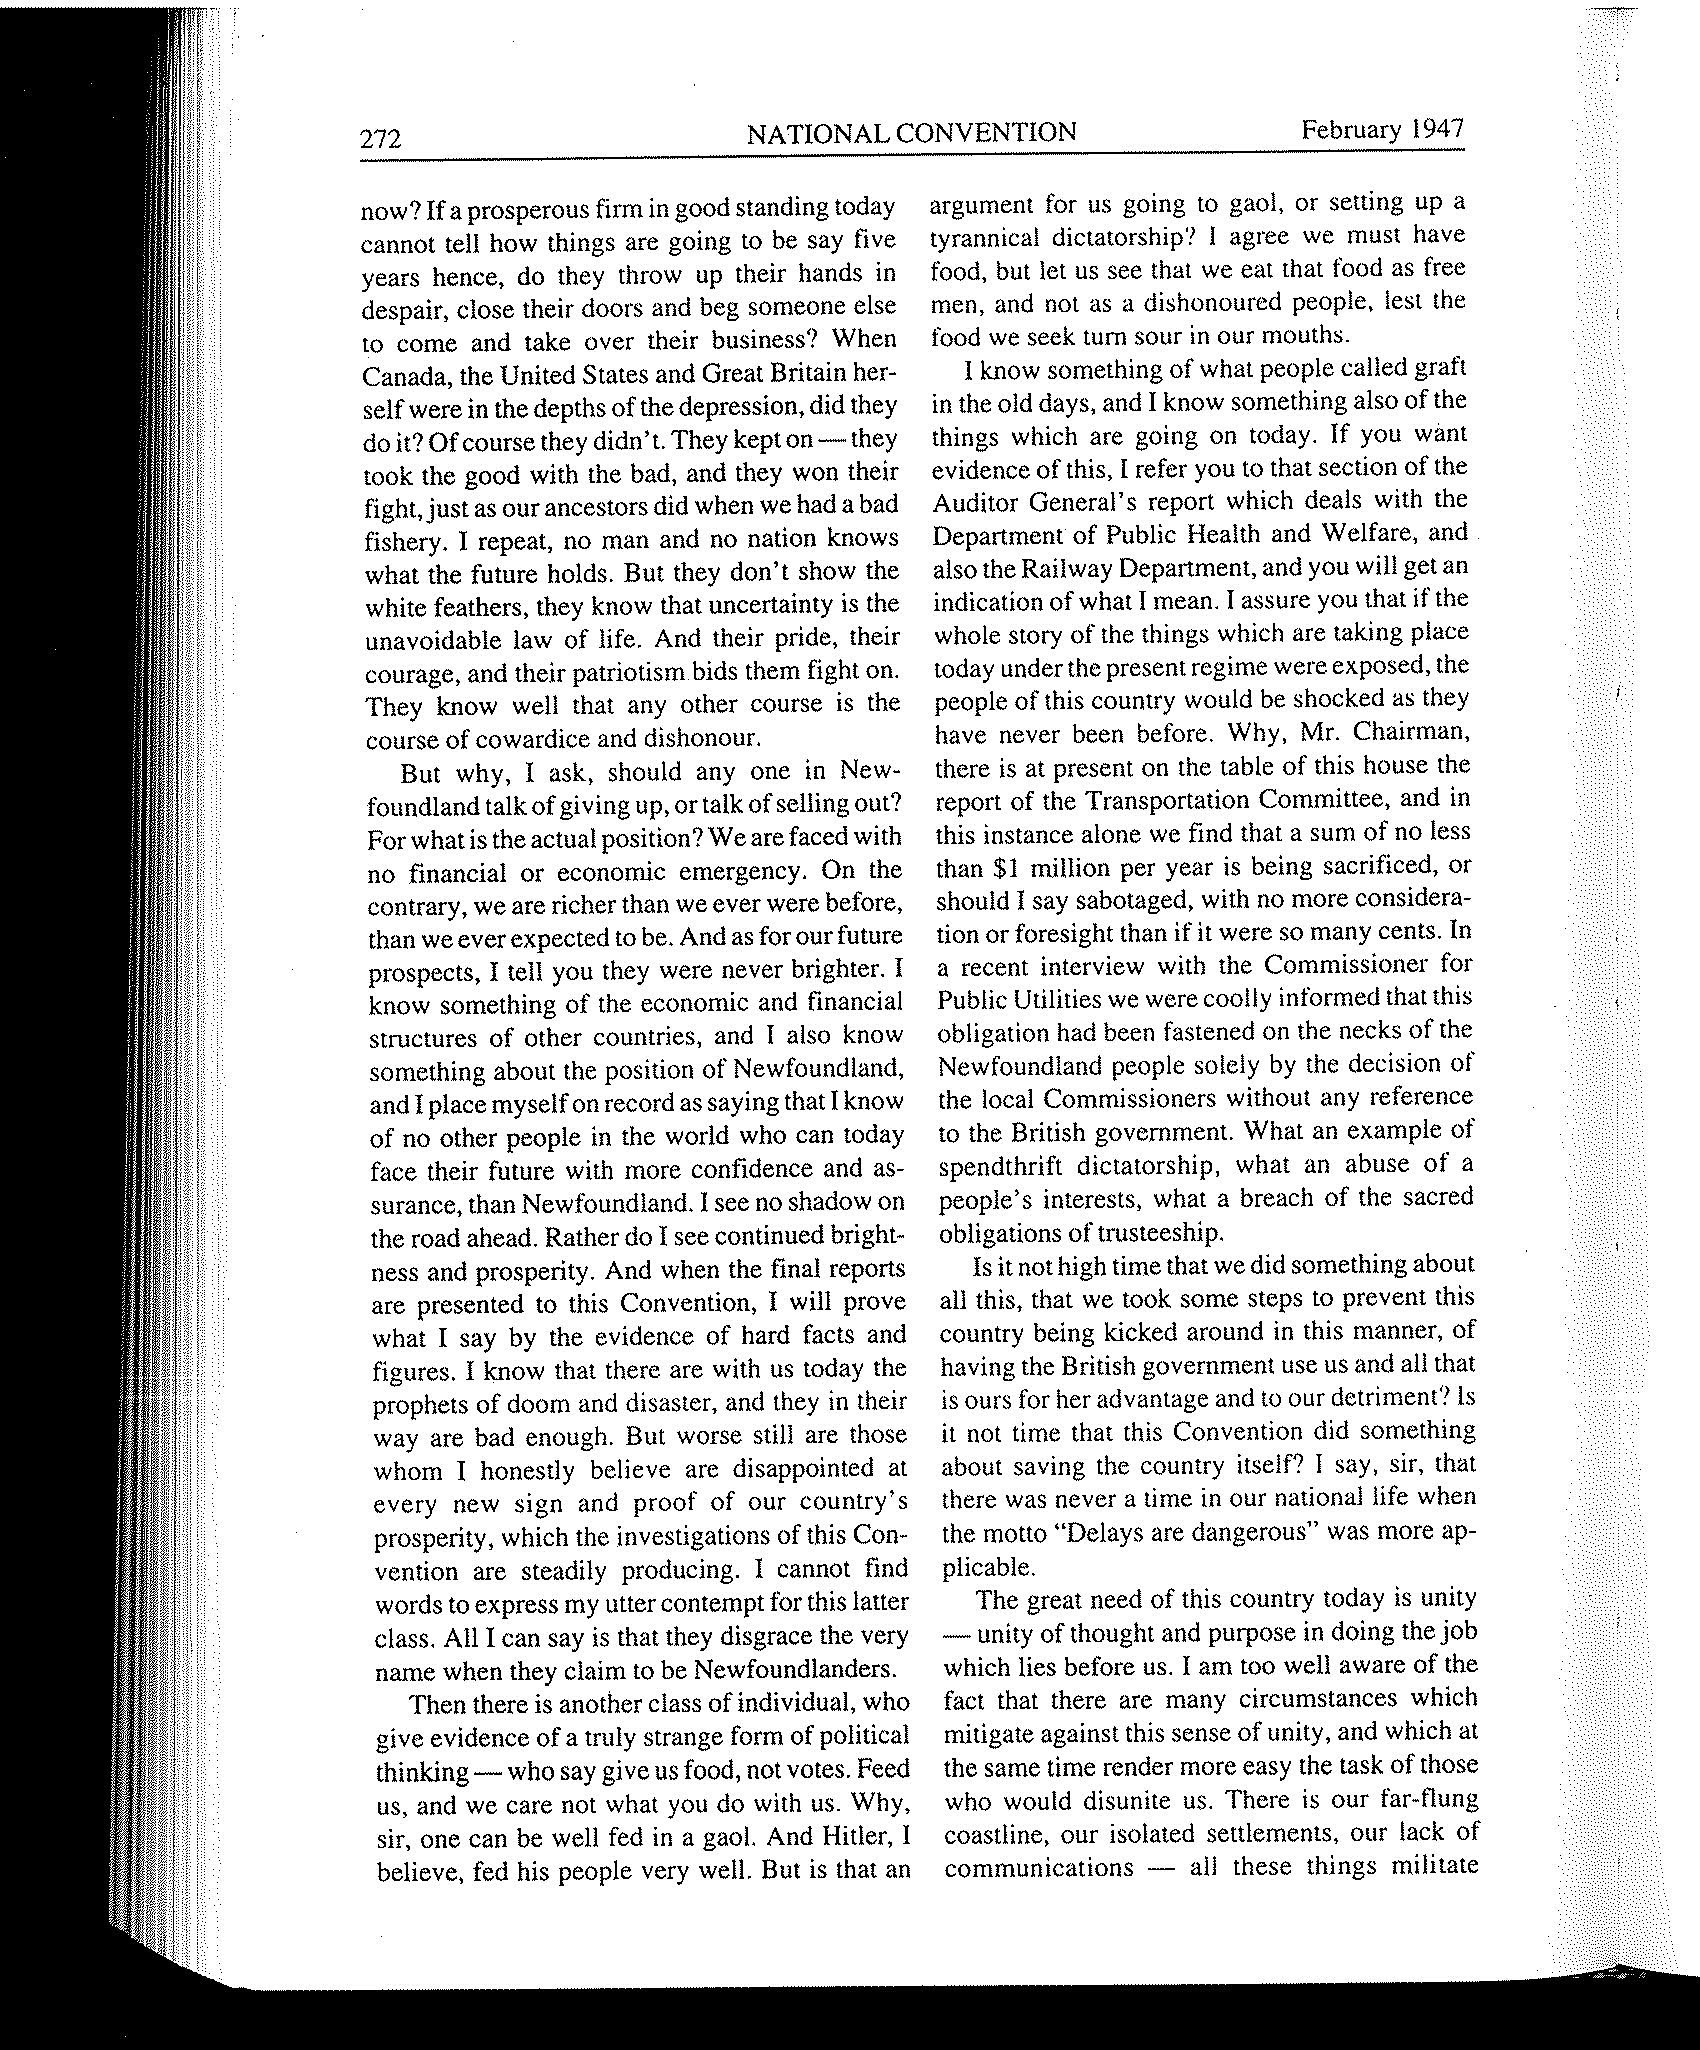 272
NATIONAL CONVENTION
February 1947
now? If a prosperous firm in good standing today
cannot tell how things are going to be say five
years hence, do they throw up their hands in
despair, close their doors and beg someone else
to come and take over their business? When
Canada, the United States and Great Britain her-
self were in the depths of the depression, did they
do it? Of course they didn't. They kept on — they
took the good with the bad, and they won their
fight, just as our ancestors did when we had a bad
fishery. I repeat, no man and no nation knows
what the future holds. But they don't show the
white feathers, they know that uncertainty is the
unavoidable law of life. And their pride, their
courage, and their patriotism bids them fight on.
They know well that any other course is the
course of cowardice and dishonour.
But why, I ask, should any one in New-
foundland talk of giving up, or talk of selling out?
For what is the actual position? We are faced with
no financial or economic emergency. On the
contrary, we are richer than we ever were before,
than we ever expected to be. And as for our future
prospects, I tell you they were never brighter. I
know something of the economic and financial
structures of other countries, and I also know
something about the position of Newfoundland,
and I place myself on record as saying that I know
of no other people in the world who can today
face their future with more confidence and as-
surance, than Newfoundland. I see no shadow on
the road ahead. Rather do I see continued bright-
ness and prosperity. And when the final reports
are presented to this Convention, I will prove
what I say by the evidence of hard facts and
figures. I know that there are with us today the
prophets of doom and disaster, and they in their
way are bad enough. But worse still are those
whom I honestly believe are disappointed at
every new sign and proof of our country's
prosperity, which the investigations of this Con-
vention are steadily producing. I cannot find
words to express my utter contempt for this latter
class. All I can say is that they disgrace the very
name when they claim to be Newfoundlanders.
Then there is another class of individual, who
give evidence of a truly strange form of political
thinking — who say give us food, not votes. Feed
us, and we care not what you do with us. Why,
sir, one can be well fed in a gaol. And Hitler, I
believe, fed his people very well. But is that an
argument for us going to gaol, or setting up a
tyrannical dictatorship? I agree we must have
food, but let us see that we eat that food as free
men, and not as a dishonoured people, lest the
food we seek turn sour in our mouths.
I know something of what people called graft
in the old days, and I know something also of the
things which are going on today. If you want
evidence of this, I refer you to that section of the
Auditor General's report which deals with the
Department of Public Health and Welfare, and
also the Railway Department, and you will get an
indication of what I mean. I assure you that if the
whole story of the things which are taking place
today under the present regime were exposed, the
people of this country would be shocked as they
have never been before. Why, Mr. Chairman,
there is at present on the table of this house the
report of the Transportation Committee, and in
this instance alone we find that a sum of no less
than $1 million per year is being sacrificed, or
should I say sabotaged, with no more considera-
tion or foresight than if it were so many cents. In
a recent interview with the Commissioner for
Public Utilities we were coolly informed that this
obligation had been fastened on the necks of the
Newfoundland people solely by the decision of
the local Commissioners without any reference
to the British government. What an example of
spendthrift dictatorship, what an abuse of a
people's interests, what a breach of the sacred
obligations of trusteeship.
Is it not high time that we did something about
all this, that we took some steps to prevent this
country being kicked around in this manner, of
having the British government use us and all that
is ours for her advantage and to our detriment? Is
it not time that this Convention did something
about saving the country itself? I say, sir, that
there was never a time in our national life when
the motto "Delays are dangerous" was more ap-
plicable.
The great need of this country today is unity
— unity of thought and purpose in doing the job
which lies before us. I am too well aware of the
fact that there are many circumstances which
mitigate against this sense of unity, and which at
the same time render more easy the task of those
who would disunite us. There is our far-flung
coastline, our isolated settlements, our lack of
communications — all these things militate